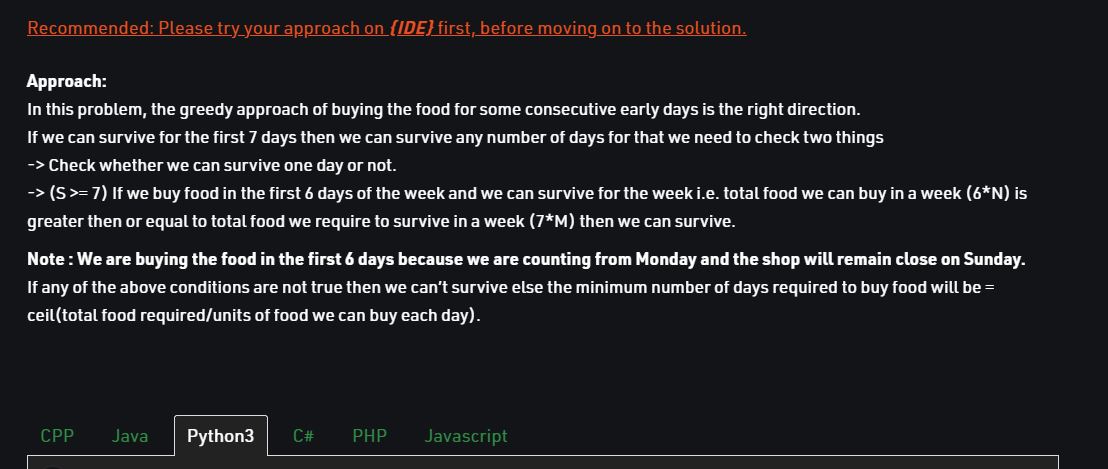 Recommended: Please try your approach on {IDE} first, before moving on to the solution.
Approach:
In this problem, the greedy approach of buying the food for some consecutive early days is the right direction.
If we can survive for the first 7 days then we can survive any number of days for that we need to check two things
-> Check whether we can survive one day or not.
-> (S >= 7) If we buy food in the first 6 days of the week and we can survive for the week i.e. total food we can buy in a week (6*N) is
greater then or equal to total food we require to survive in a week (7*M) then we can survive.
Note : We are buying the food in the first 6 days because we are counting from Monday and the shop will remain close on Sunday.
If any of the above conditions are not true then we can't survive else the minimum number of days required to buy food will be =
ceil(total food required/units of food we can buy each day).
CPP Java Python3 C# PHP Javascript